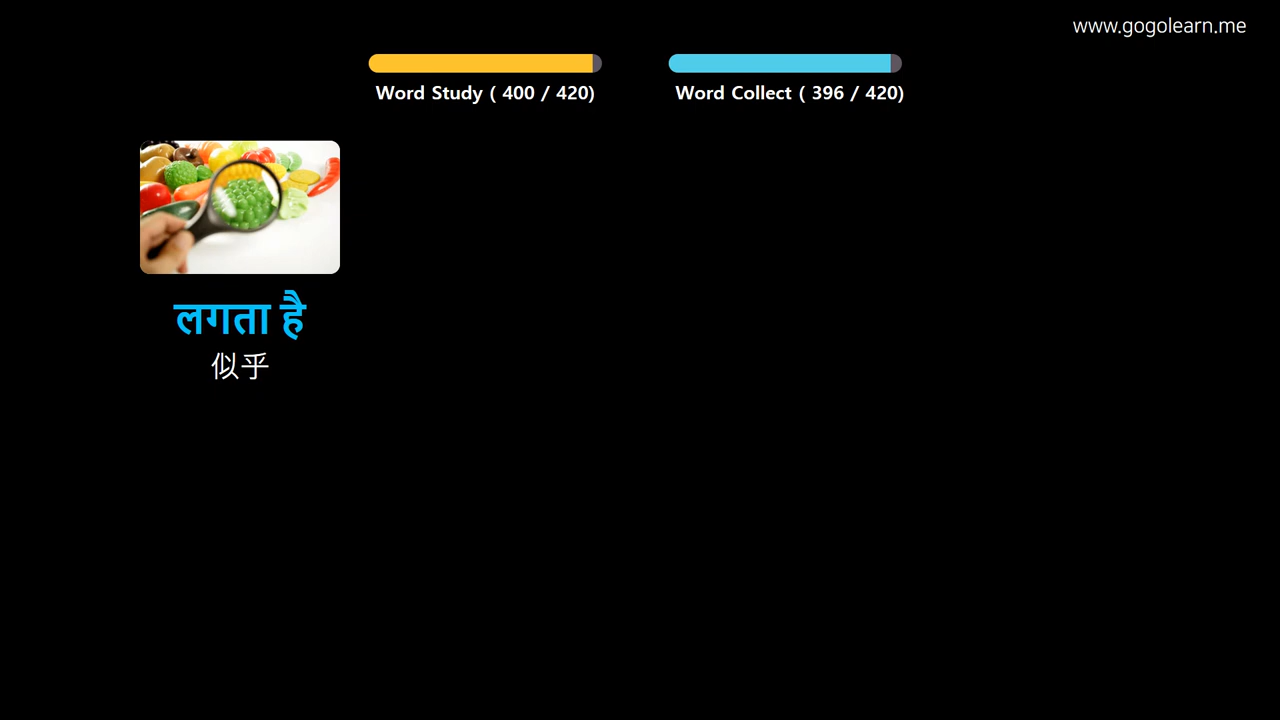 www.gogolearn.me
Word Study ( 400 / 420)
Word Collect ( 396 / 420)
लगता है
似乎